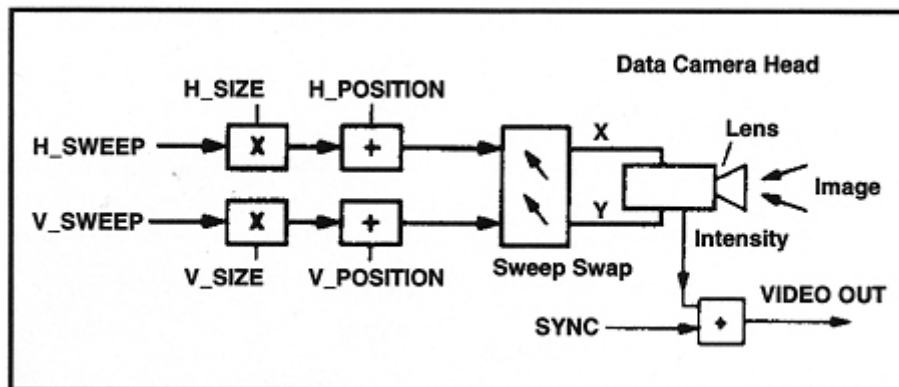 Data Camera Head
H_SIZE
H_POSITION
H_SWEEP
X
+
X
Lens
Image
V_SWEEP
X
+
Y
Intensity
V_SIZE
V_POSITION
Sweep Swap
VIDEO OUT
SYNC
+